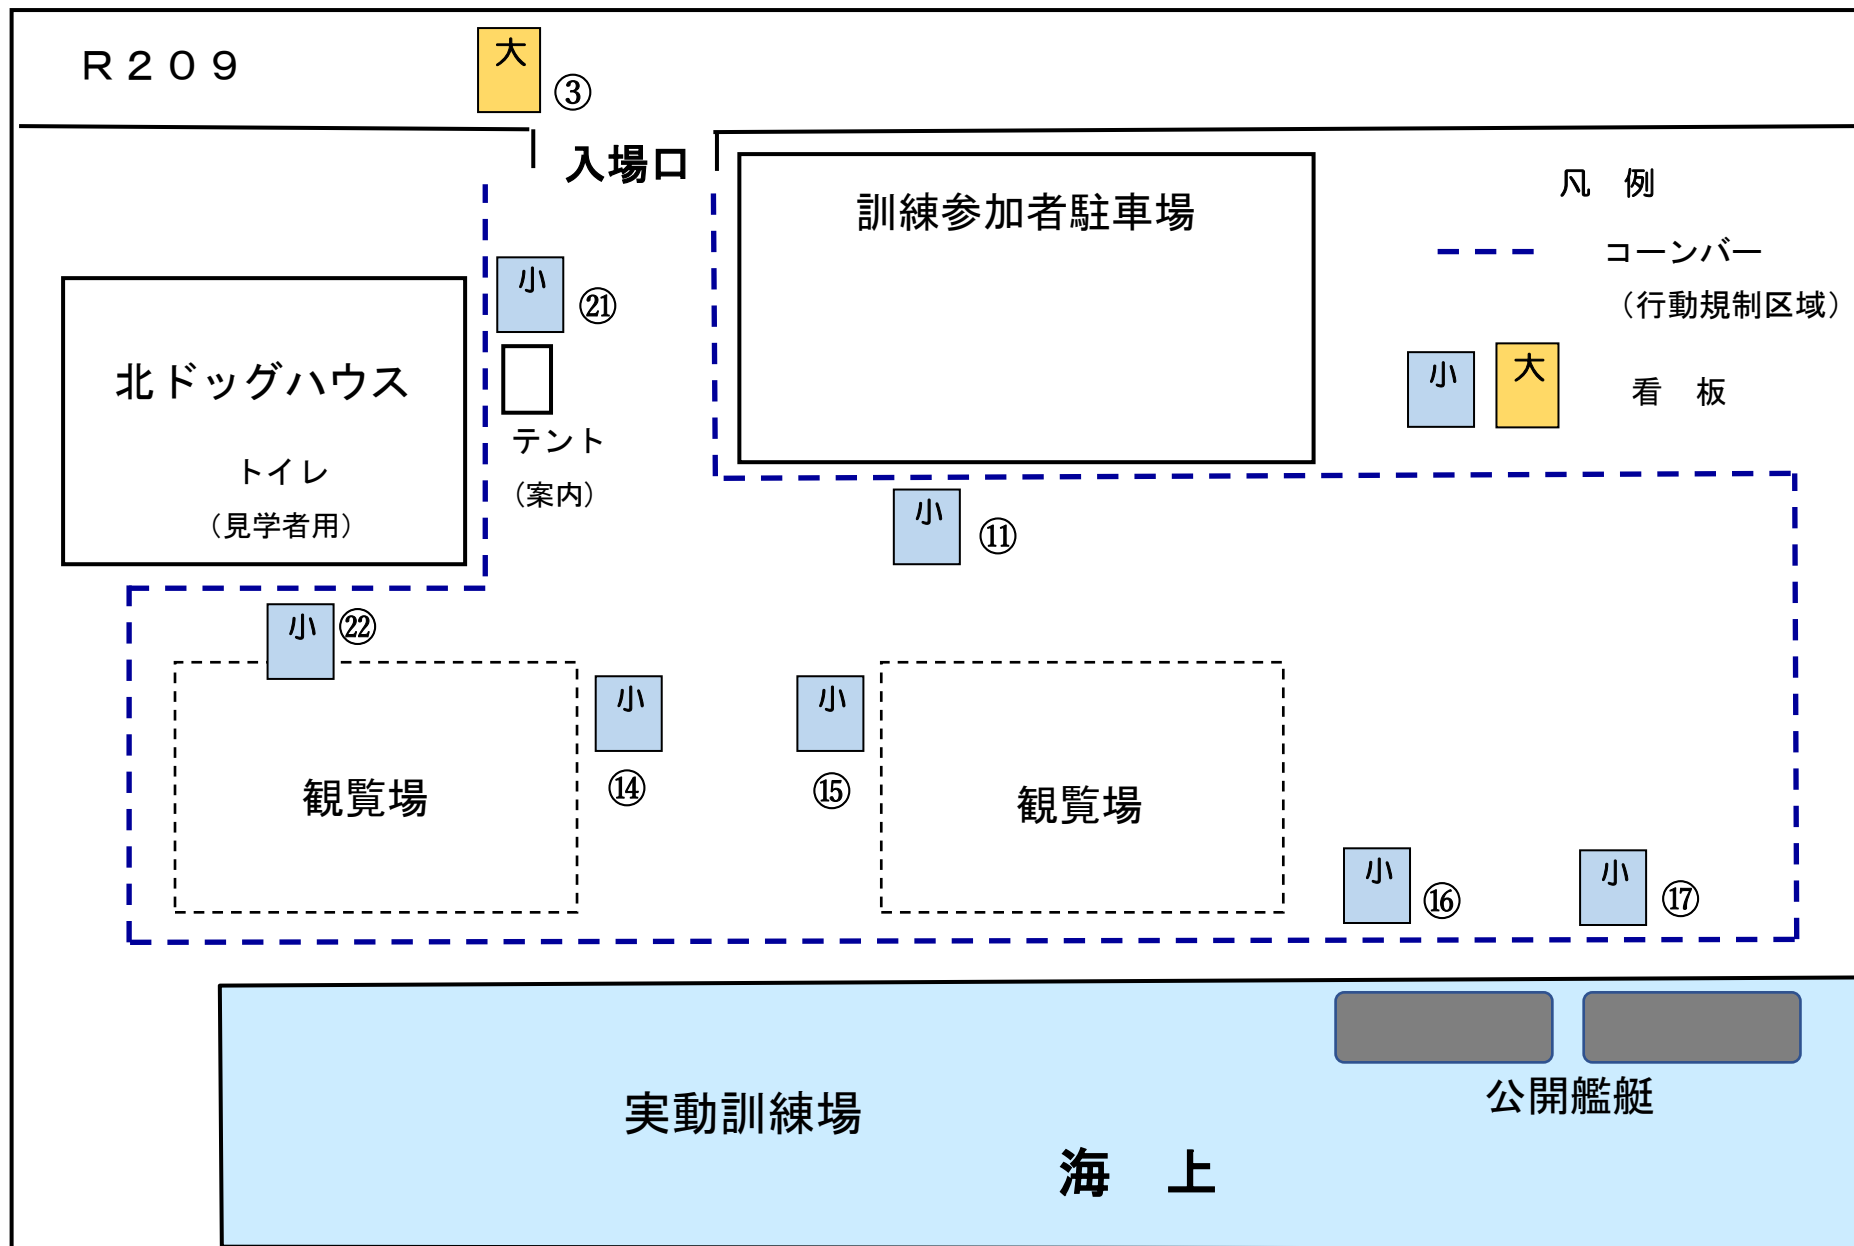 Ｒ２０９
大
③
入場口
訓練参加者駐車場
凡　例
コーンバー
（行動規制区域）
小
大
看　板
小
㉑
北ドッグハウス
トイレ
（見学者用）
テント
（案内）
小
⑪
小
㉒
小
⑭
小
⑮
観覧場
観覧場
小
⑯
小
⑰
公開艦艇
実動訓練場
海　上